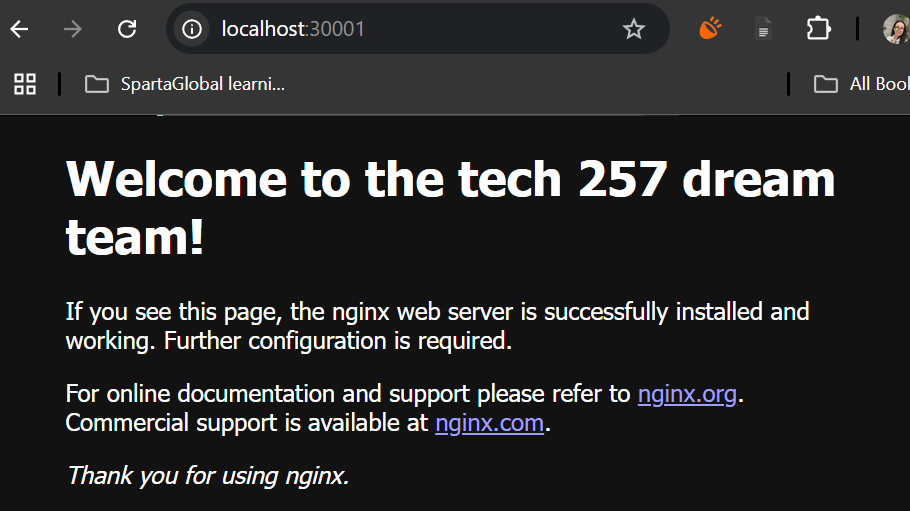 localhost:30001
SpartaGlobal learni...
All Bool
Welcome to the tech 257 dream
team!
If you see this page, the nginx web server is successfully installed and
working. Further configuration is required.
For online documentation and support please refer to nginx.org.
Commercial support is available at nginx.com.
Thank you for using nginx.